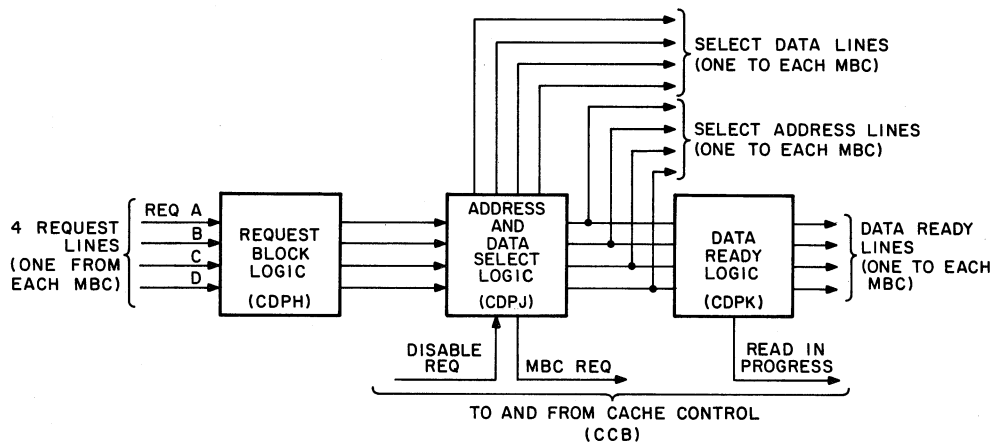 SELECT DATA LINES
(ONE TO EACH MBC)
SELECT ADDRESS LINES
(ONE TO EACH MBC)
4 REQUEST
LINES
(ONE FROM
EACH MBC)
REQ A
B
C
D
REQUEST
BLOCK
LOGIC
(CDPH)
ADDRESS
AND
DATA
SELECT
LOGIC
(CDPJ)
DATA
READY
LOGIC
(CDPK)
DATA READY
LINES
(ONE TO EACH
MBC)
DISABLE
REQ
MBC REQ
READ IN
PROGRESS
TO AND FROM CACHE CONTROL
(CCB)